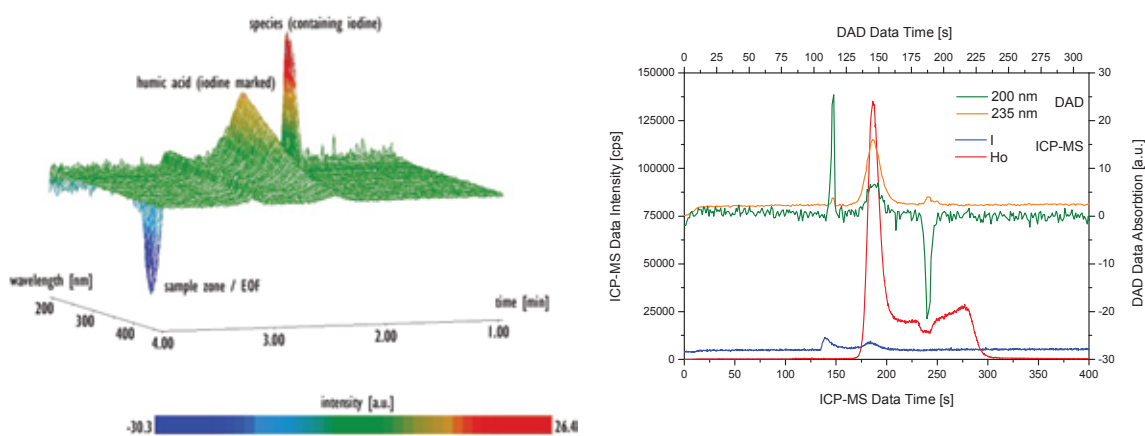 species (containing iodine)
humic acid (iodine marked)
wavelength [nm]
200
300
400
sample zone / EOF
time [min]
4.00
3.00
2.00
1.00
intensity [a.u.]
-30.3
DAD Data Time [s]
0 25 50 75 100 125 150 175 200 225 250 275 300
150000
125000
100000
75000
50000
25000
0
ICP-MS Data Intensity [cps]
200 nm
235 nm
DAD
I
Ho
ICP-MS
30
20
10
0
-10
-20
-30
DAD Data Absorbtion [a.u.]
0 50 100 150 200 250 300 350 400
ICP-MS Data Time [s]